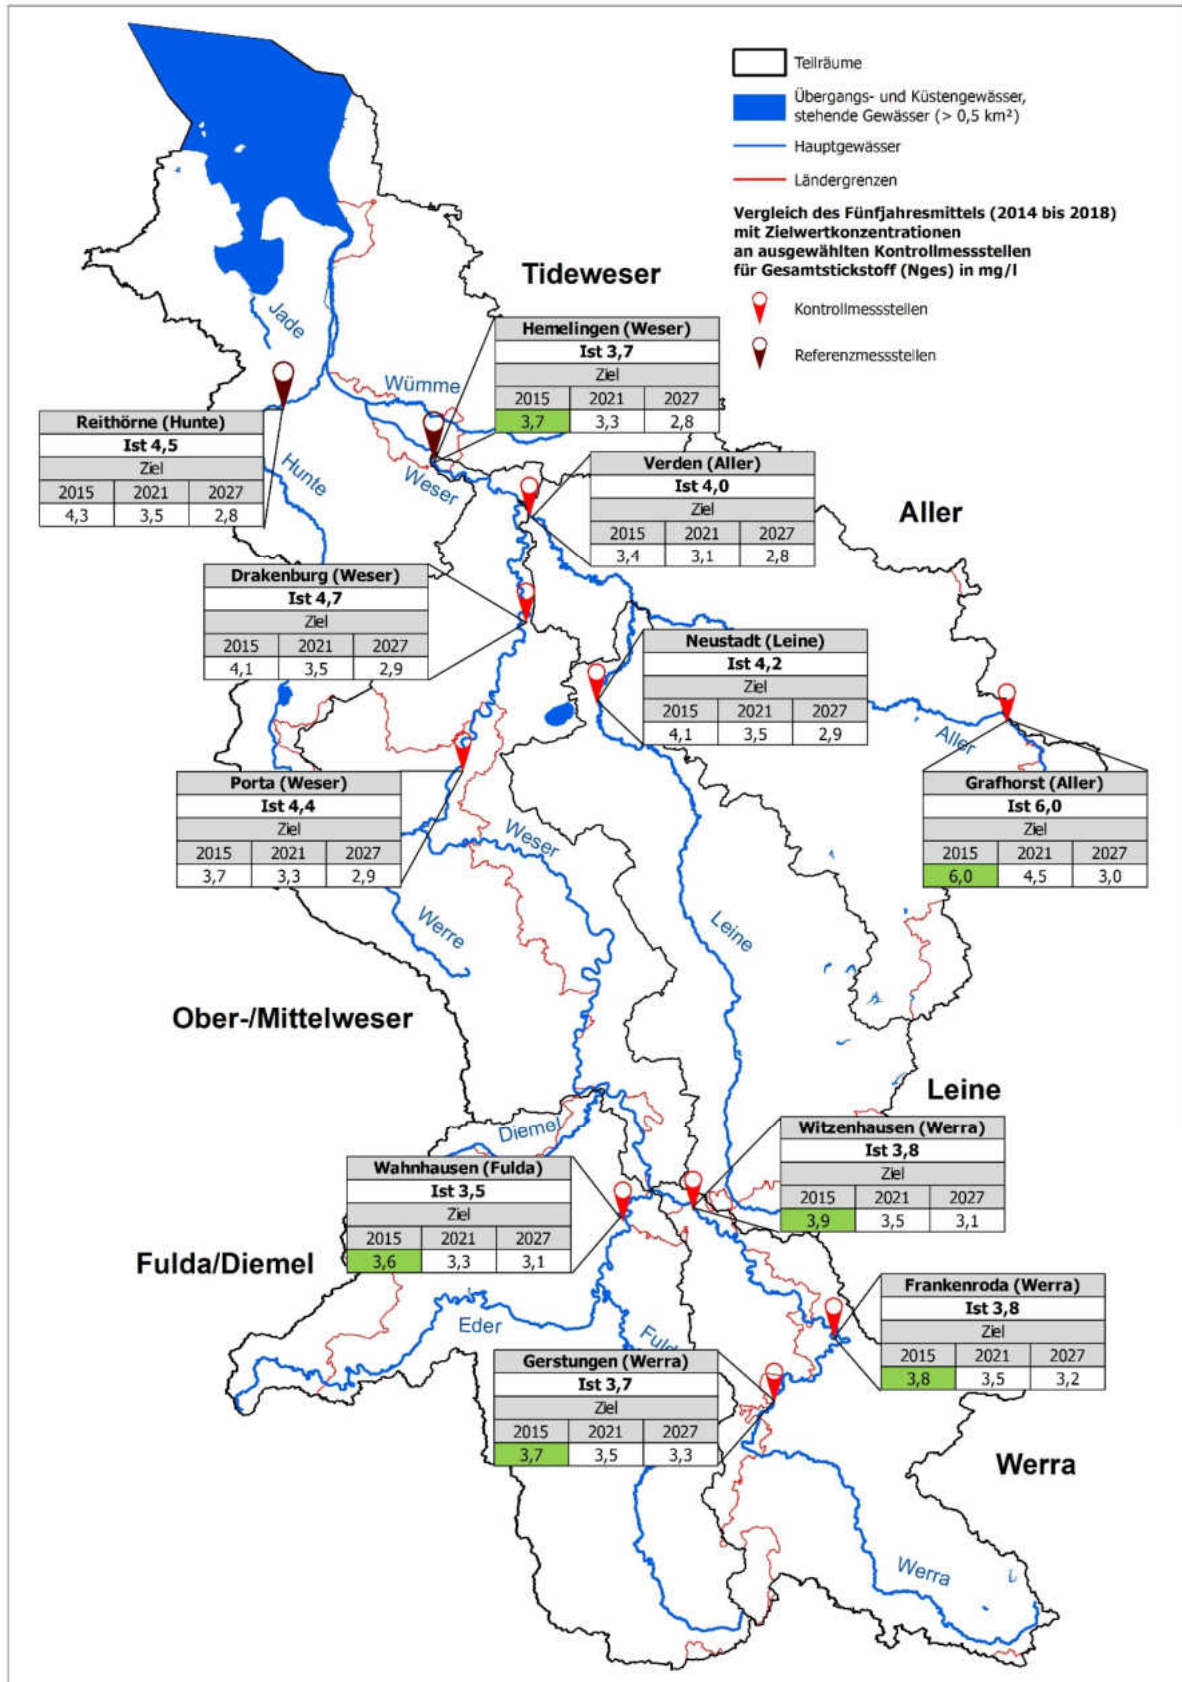 Teilräume
Übergangs- und Küstengewässer,
stehende Gewässer (> 0,5 km²)
Hauptgewässer
Ländergrenzen
Vergleich des Fünfjahresmittels (2014 bis 2018)
mit Zielwertkonzentrationen
an ausgewählten Kontrollmessstellen
für Gesamtstickstoff (Nges) in mg/l
Kontrollmessstellen
Referenzmessstellen
Tideweser
Jade
Hemelingen (Weser)
Ist 3,7
Ziel
2015 2021 2027
3,7 3,3 2,8
Wümme
Reithörne (Hunte)
Ist 4,5
Ziel
2015 2021 2027
4,3 3,5 2,8
Hunte
Weser
Verden (Aller)
Ist 4,0
Ziel
2015 2021 2027
3,4 3,1 2,8
Aller
Drakenburg (Weser)
Ist 4,7
Ziel
2015 2021 2027
4,1 3,5 2,9
Neustadt (Leine)
Ist 4,2
Ziel
2015 2021 2027
4,1 3,5 2,9
Aller
Porta (Weser)
Ist 4,4
Ziel
2015 2021 2027
3,7 3,3 2,9
Grafhorst (Aller)
Ist 6,0
Ziel
2015 2021 2027
6,0 4,5 3,0
Weser
Werre
Leine
Ober-/Mittelweser
Leine
Diemel
Witzenhausen (Werra)
Ist 3,8
Ziel
2015 2021 2027
3,9 3,5 3,1
Wahnhausen (Fulda)
Ist 3,5
Ziel
2015 2021 2027
3,6 3,3 3,1
Fulda/Diemel
Eder
Frankenroda (Werra)
Ist 3,8
Ziel
2015 2021 2027
3,8 3,5 3,2
Fuld
Gerstungen (Werra)
Ist 3,7
Ziel
2015 2021 2027
3,7 3,5 3,3
Werra
Werra